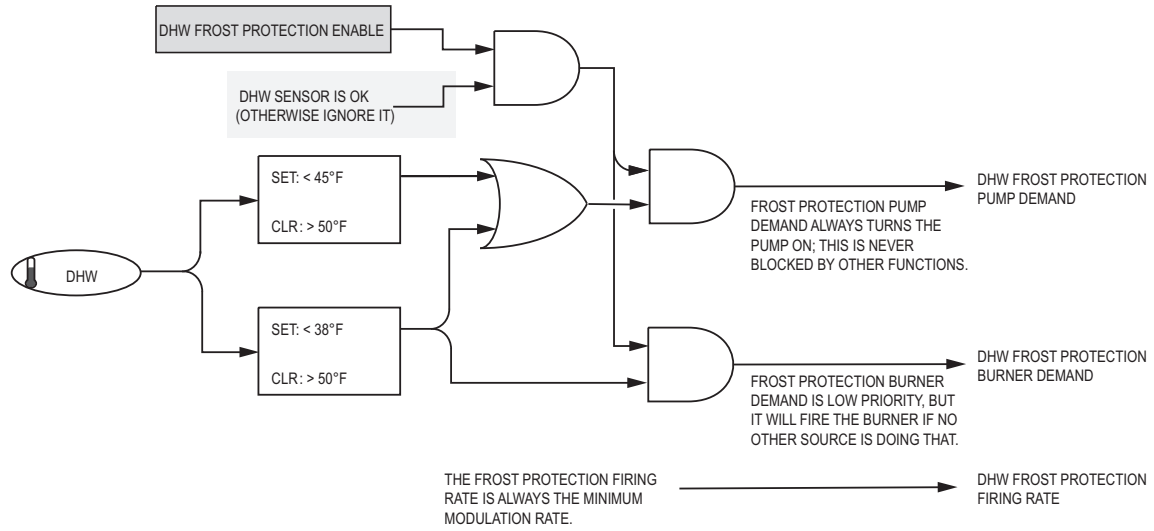 DHW FROST PROTECTION ENABLE
DHW SENSOR IS OK
(OTHERWISE IGNORE IT)
SET: < 45°F
CLR: > 50°F
DHW
SET: < 38°F
CLR: > 50°F
FROST PROTECTION PUMP
DEMAND ALWAYS TURNS THE
PUMP ON; THIS IS NEVER
BLOCKED BY OTHER FUNCTIONS.
DHW FROST PROTECTION
PUMP DEMAND
FROST PROTECTION BURNER
DEMAND IS LOW PRIORITY, BUT
IT WILL FIRE THE BURNER IF NO
OTHER SOURCE IS DOING THAT.
DHW FROST PROTECTION
BURNER DEMAND
THE FROST PROTECTION FIRING
RATE IS ALWAYS THE MINIMUM
MODULATION RATE.
DHW FROST PROTECTION
FIRING RATE